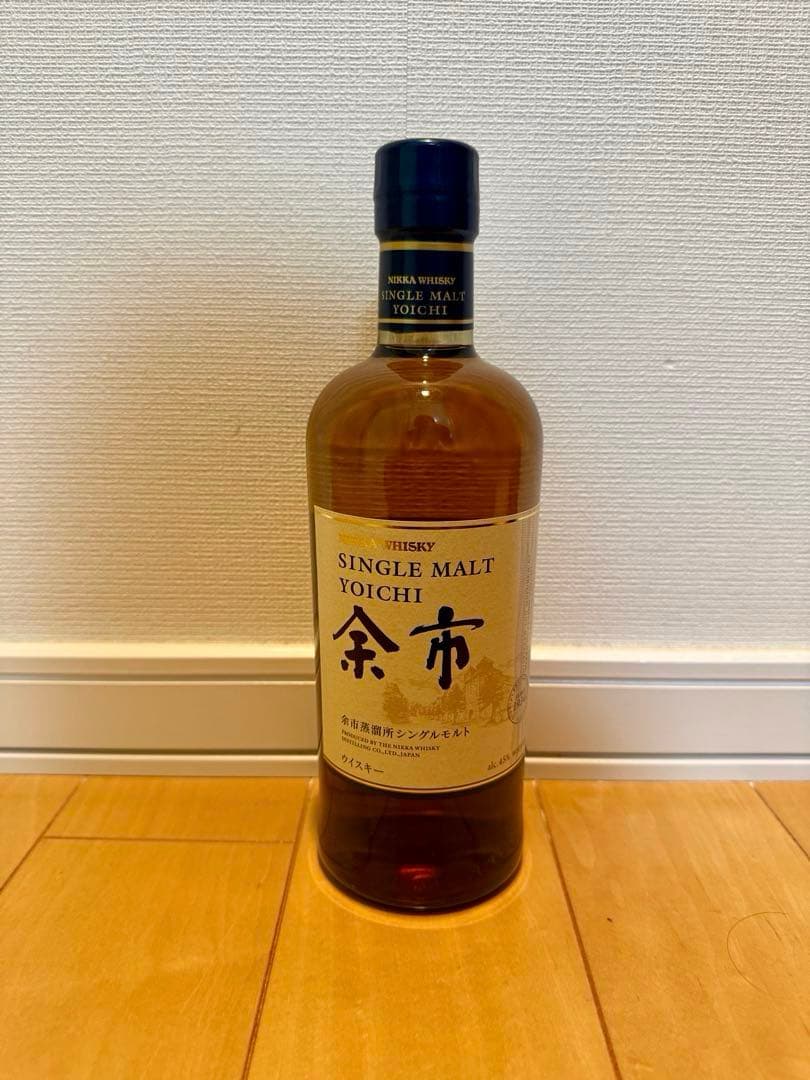 NIKKA WHISKY
SINGLE MALT
YOICHI
NIKKA WHISKY
SINGLE MALT
YOICHI
余市
余市蒸溜所シングルモルト
PRODUCED BY THE NIKKA WHISKY
DISTILLING CO.,LTD.,JAPAN
ウイスキー
alc.45%